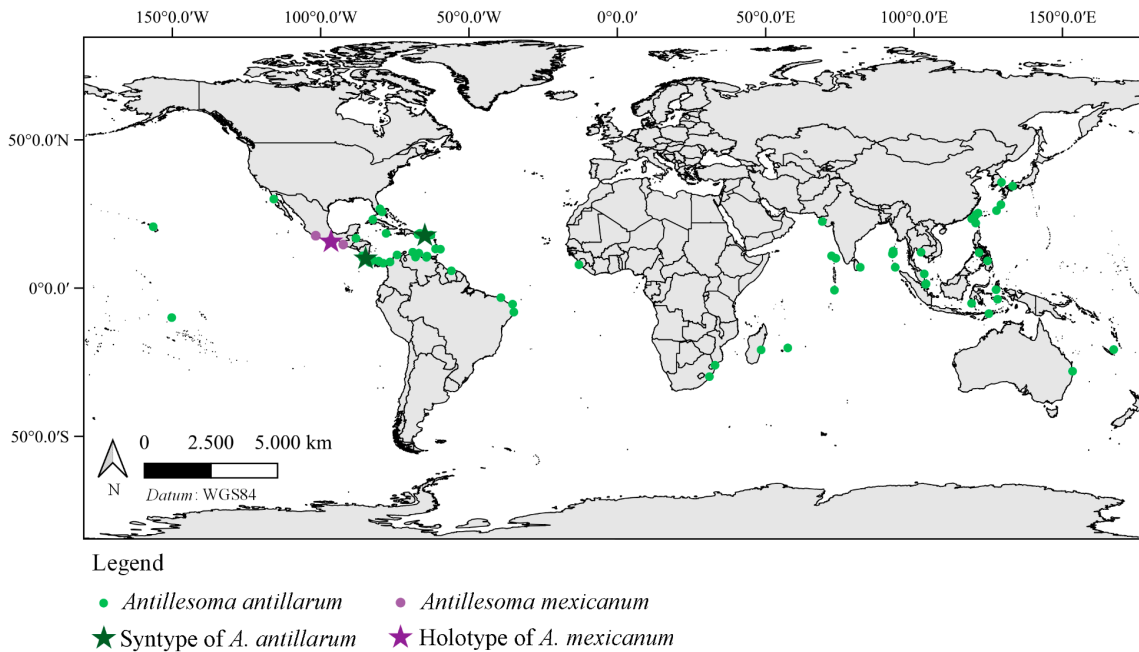 150°0.0′W 100°0.0′W 50°0.0′W 0°0.0′E 50°0.0′E 100°0.0′E 150°0.0′E
50°0.0′N
0°0.0′
50°0.0′S
0 2.500 5.000 km
N
Datum: WGS84
Legend
Antillesoma antillarum Antillesoma mexicanum
Syntype of A. antillarum Holotype of A. mexicanum